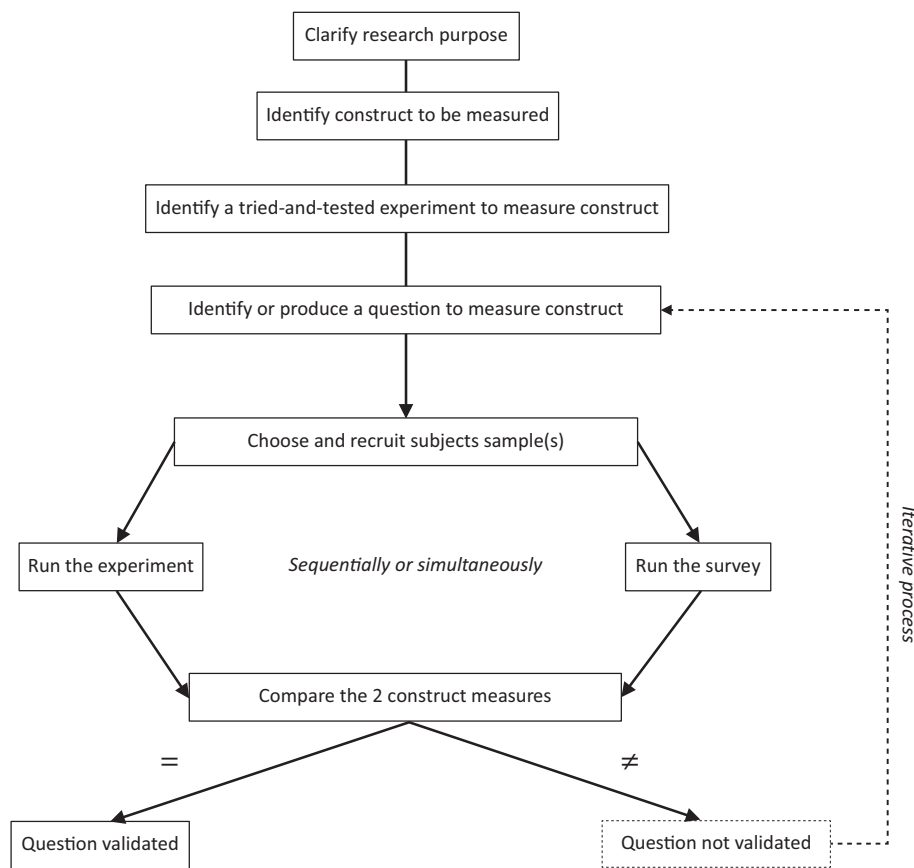 Clarify research purpose
Identify construct to be measured
Identify a tried-and-tested experiment to measure construct
Identify or produce a question to measure construct
Choose and recruit subjects sample(s)
Run the experiment
Sequentially or simultaneously
Run the survey
Iterative process
Compare the 2 construct measures
=
≠
Question validated
Question not validated